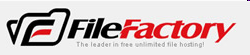 FileFactory
The leader in free unlimited file hosting!